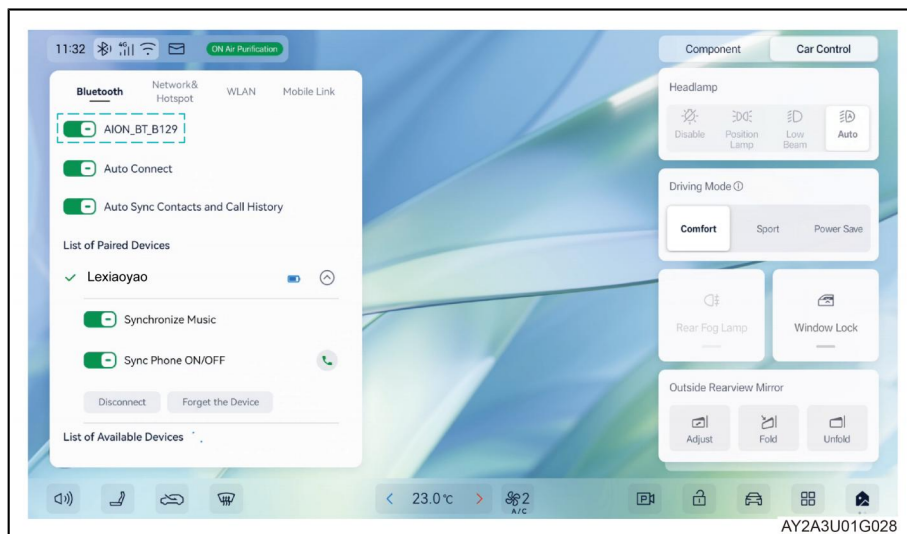 11:32
4G
ON Air Purification
Component
Car Control
Bluetooth
Network&
Hotspot
WLAN
Mobile Link
AION_BT_B129
Auto Connect
Auto Sync Contacts and Call History
List of Paired Devices
Lexiaoyao
Synchronize Music
Sync Phone ON/OFF
Disconnect
Forget the Device
List of Available Devices
Headlamp
Disable
Position
Lamp
Low
Beam
Auto
Driving Mode
Comfort
Sport
Power Save
Rear Fog Lamp
Window Lock
Outside Rearview Mirror
Adjust
Fold
Unfold
23.0 ℃
2
A/C
P
AY2A3U01G028